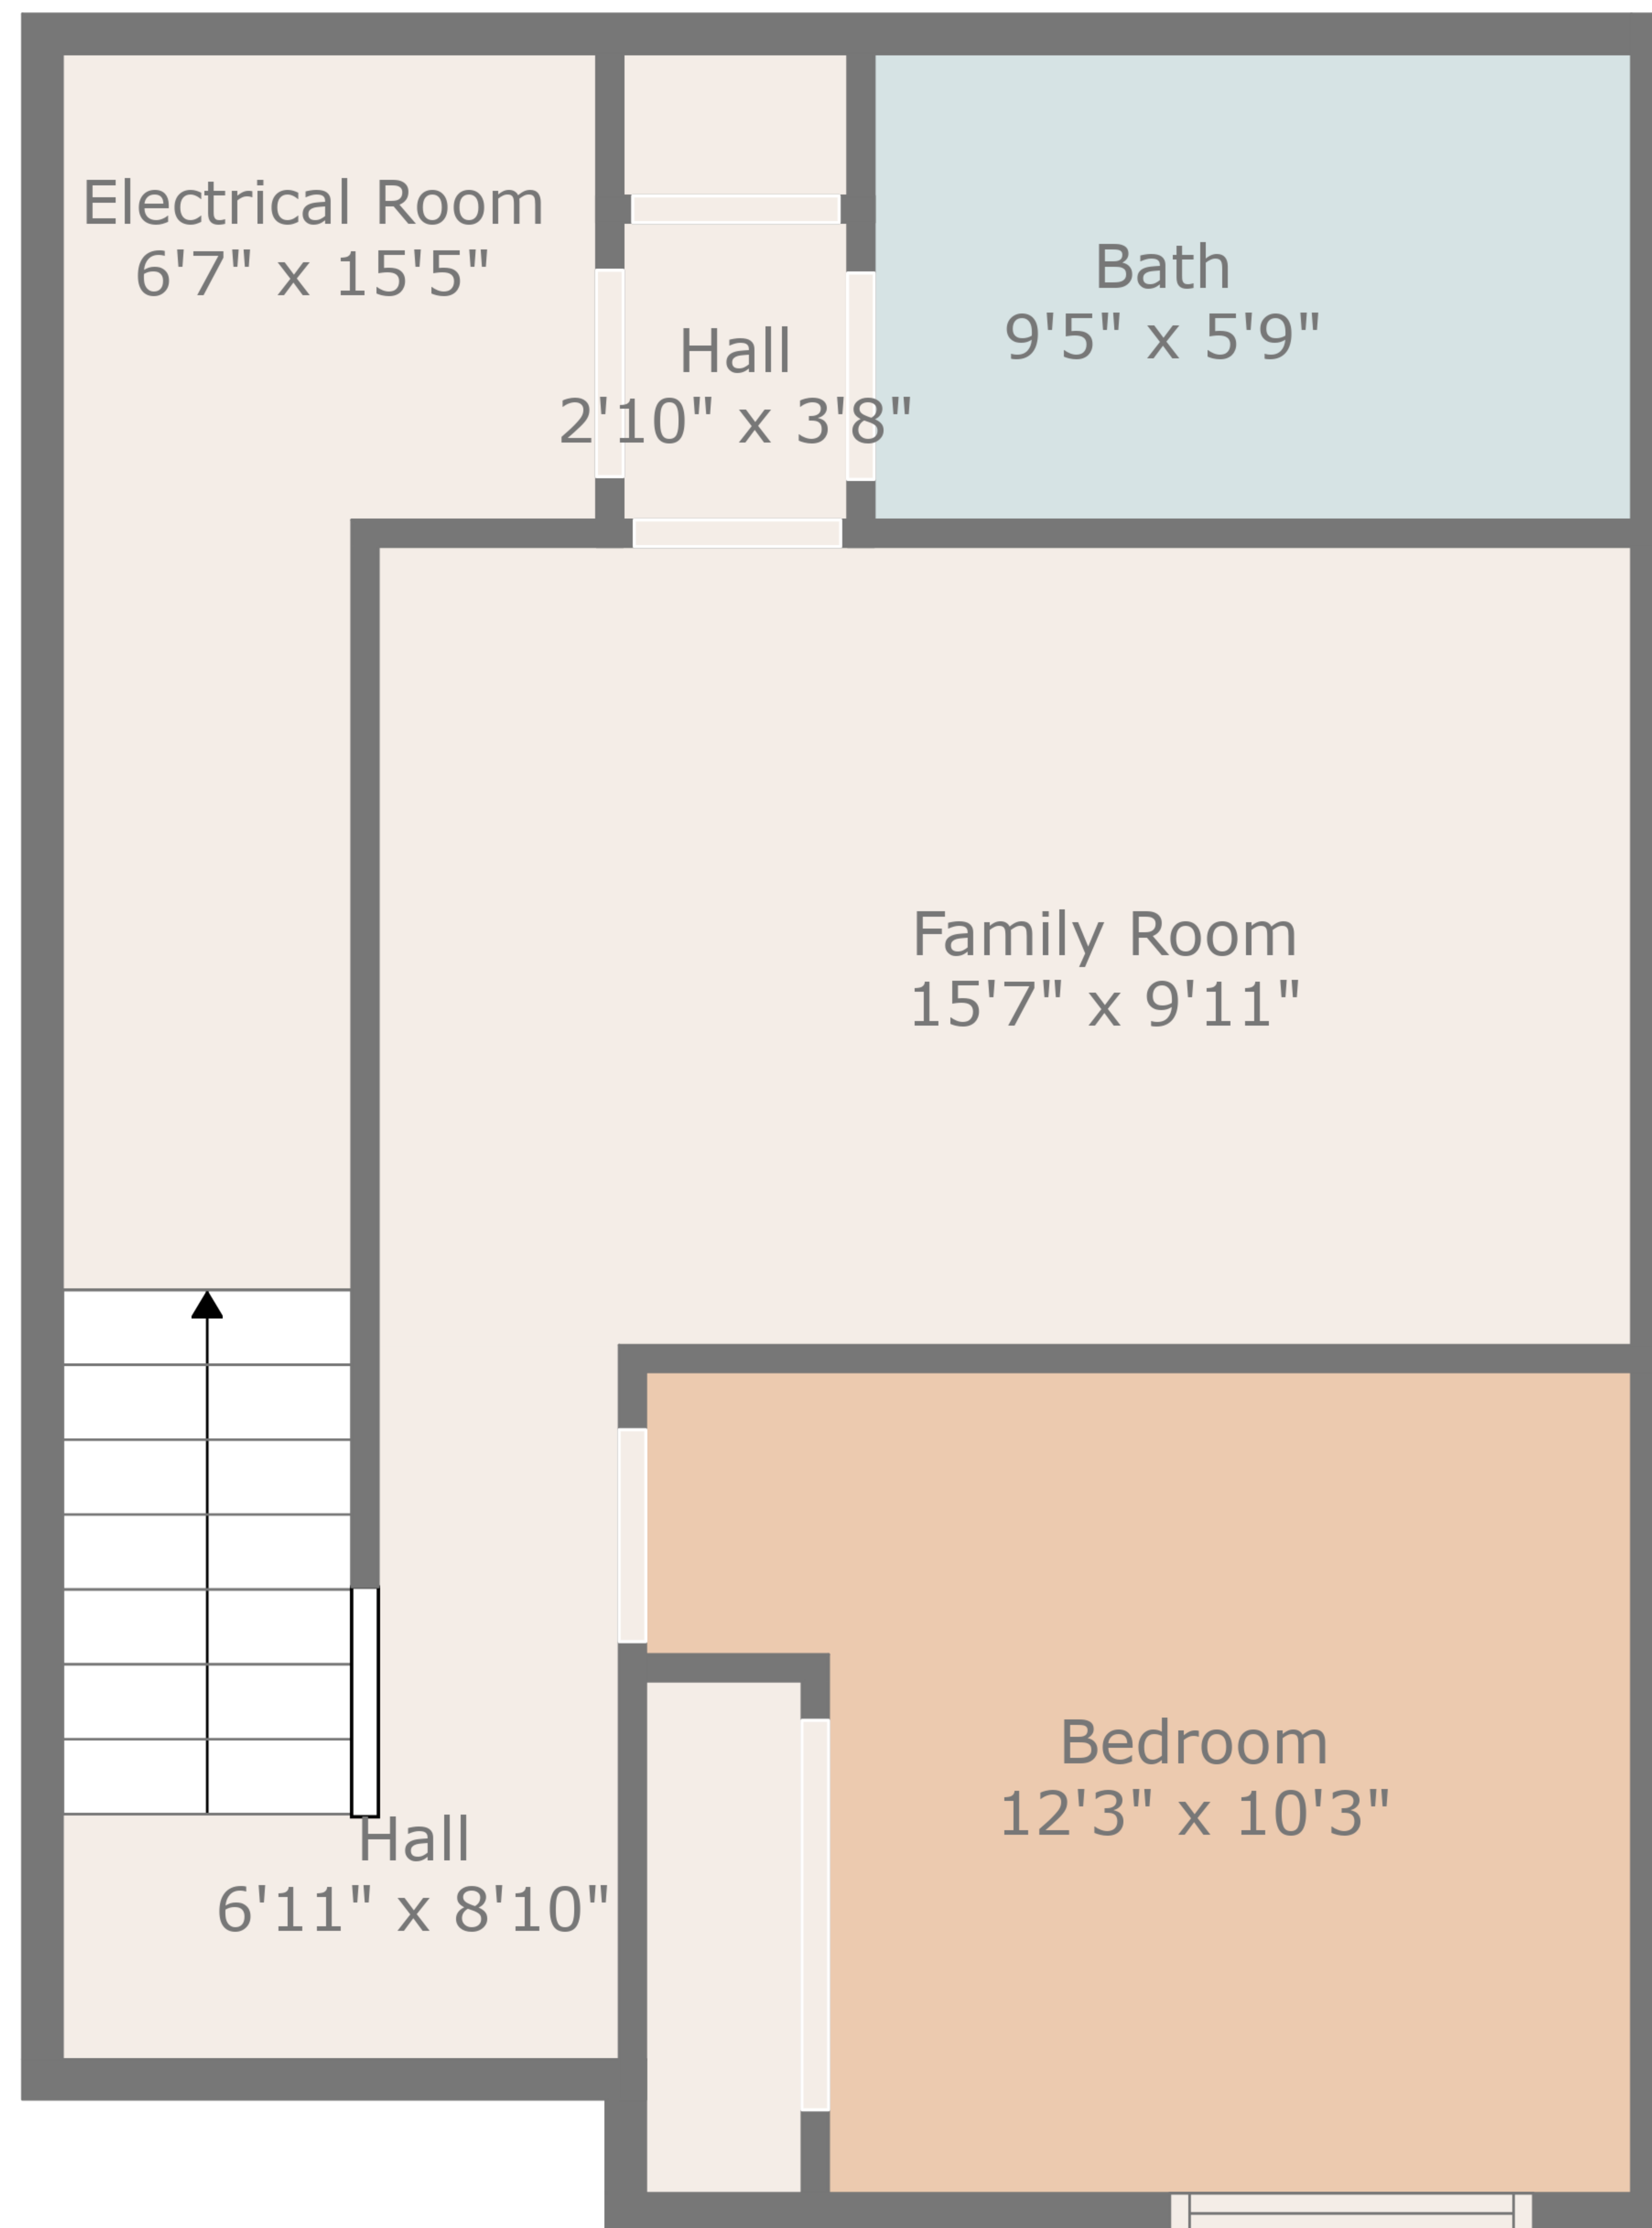 Electrical Room
6'7" x 15'5"
Bath
9'5" x 5'9"
Hall
2'10" x 3'8"
Family Room
15'7" x 9'11"
Bedroom
12'3" x 10'3"
Hall
6'11" x 8'10"